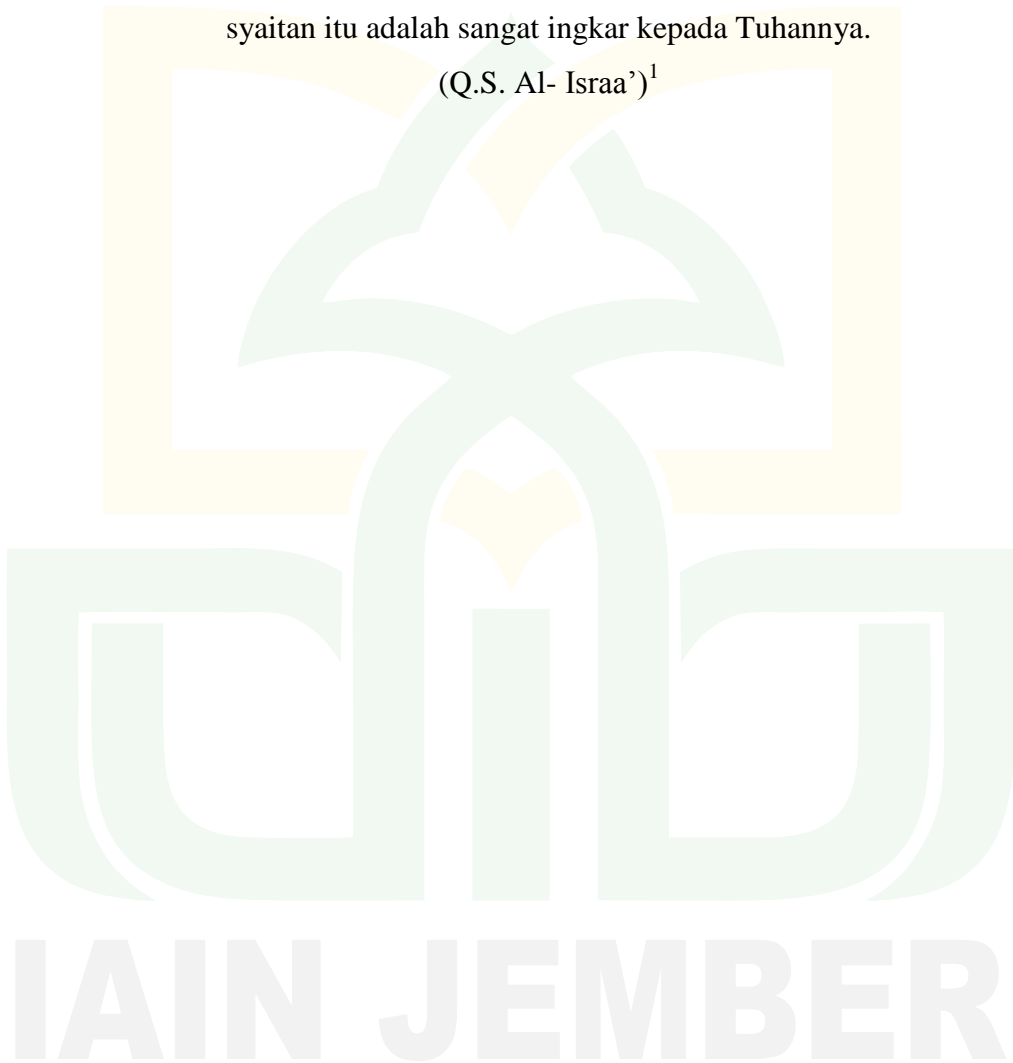 syaitan itu adalah sangat ingkar kepada Tuhannya.
(Q.S. Al- Israa’)1
IAIN JEMBER